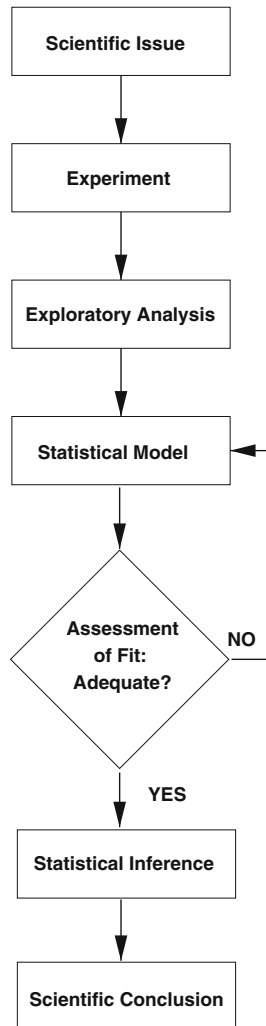 Scientific Issue
Experiment
Exploratory Analysis
Statistical Model
Assessment
of Fit:
Adequate?
NO
YES
Statistical Inference
Scientific Conclusion